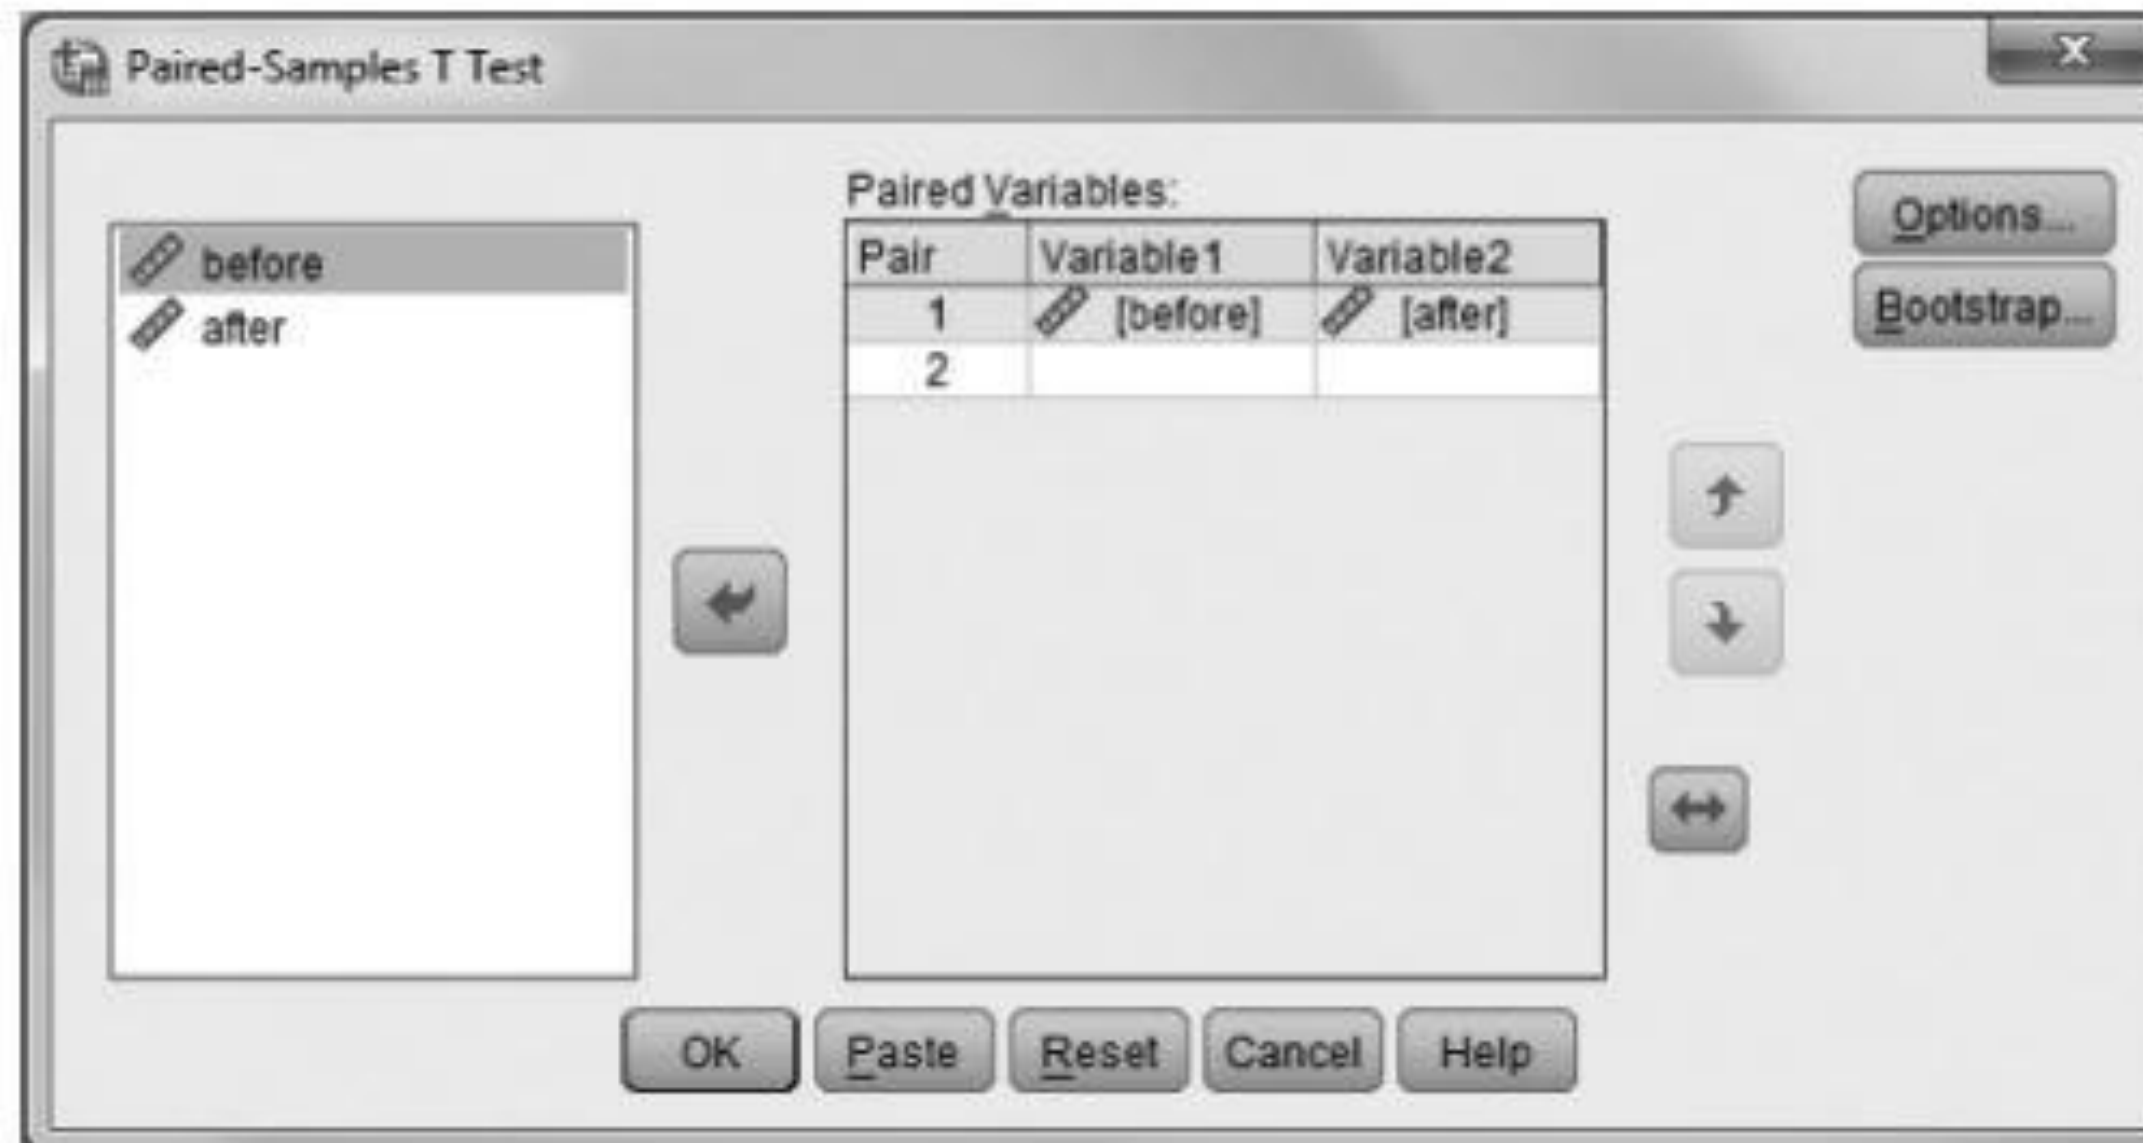 Paired-Samples T Test
before
after
Paired Variables:
Pair Variable1 Variable2
1 [before] [after]
2
Options...
Bootstrap...
OK Paste Reset Cancel Help